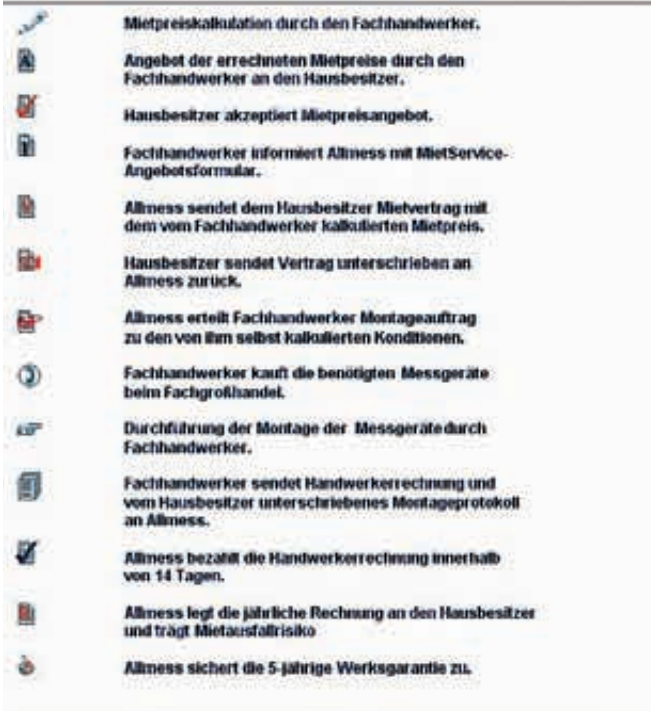 Mietpreiskalkulation durch den Fachhandwerker.
Angebot der errechneten Mietpreise durch den
Fachhandwerker an den Hausbesitzer.
Hausbesitzer akzeptiert Mietpreisangebot.
Fachhandwerker informiert Allmess mit MietService-
Angebotsformular.
Allmess sendet dem Hausbesitzer Mietvertrag mit
dem vom Fachhandwerker kalkulierten Mietpreis.
Hausbesitzer sendet Vertrag unterschrieben an
Allmess zurück.
Allmess erteilt Fachhandwerker Montageauftrag
zu den von ihm selbst kalkulierten Konditionen.
Fachhandwerker kauft die benötigten Messgeräte
beim Fachgroßhandel.
Durchführung der Montage der Messgeräte durch
Fachhandwerker.
Fachhandwerker sendet Handwerkerrechnung und
vom Hausbesitzer unterschriebenes Montageprotokoll
an Allmess.
Allmess bezahlt die Handwerkerrechnung innerhalb
von 14 Tagen.
Allmess legt die jährliche Rechnung an den Hausbesitzer
und trägt Mietausfallrisiko
Allmess sichert die 5-jährige Werksgarantie zu.